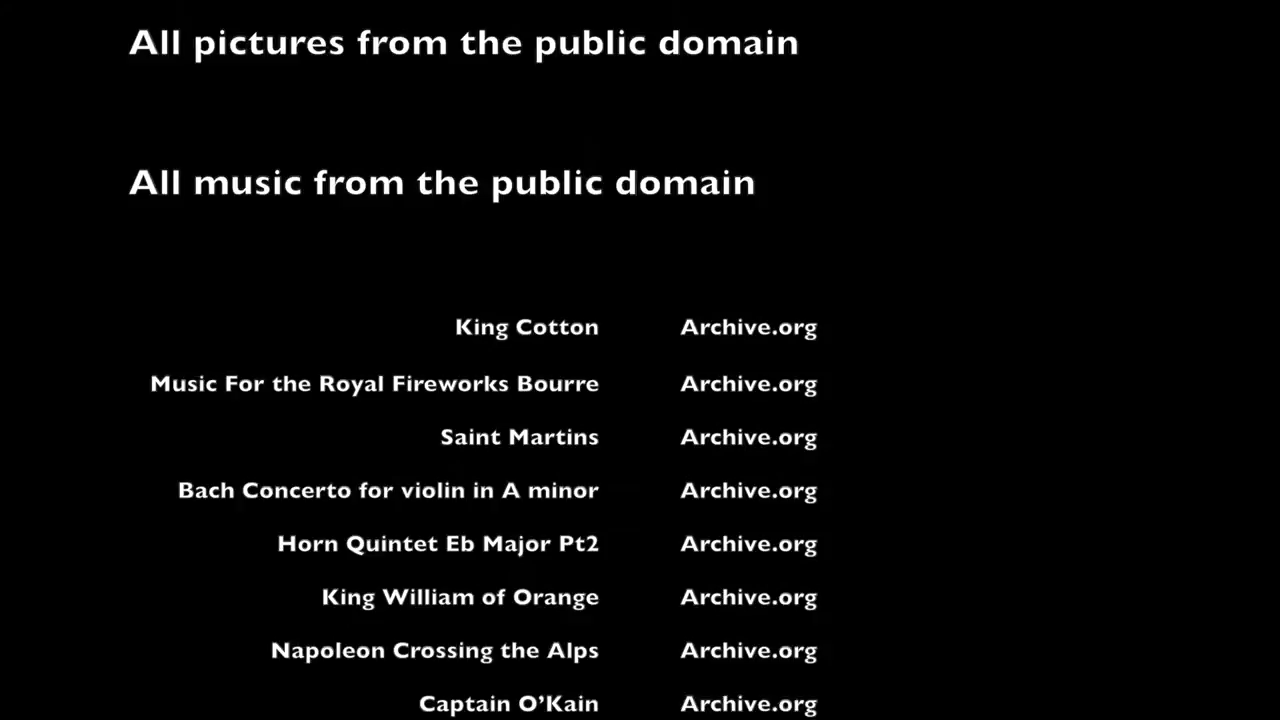 All pictures from the public domain
All music from the public domain
King Cotton Archive.org
Music For the Royal Fireworks Bourre Archive.org
Saint Martins Archive.org
Bach Concerto for violin in A minor Archive.org
Horn Quintet Eb Major Pt2 Archive.org
King William of Orange Archive.org
Napoleon Crossing the Alps Archive.org
Captain O’Kain Archive.org